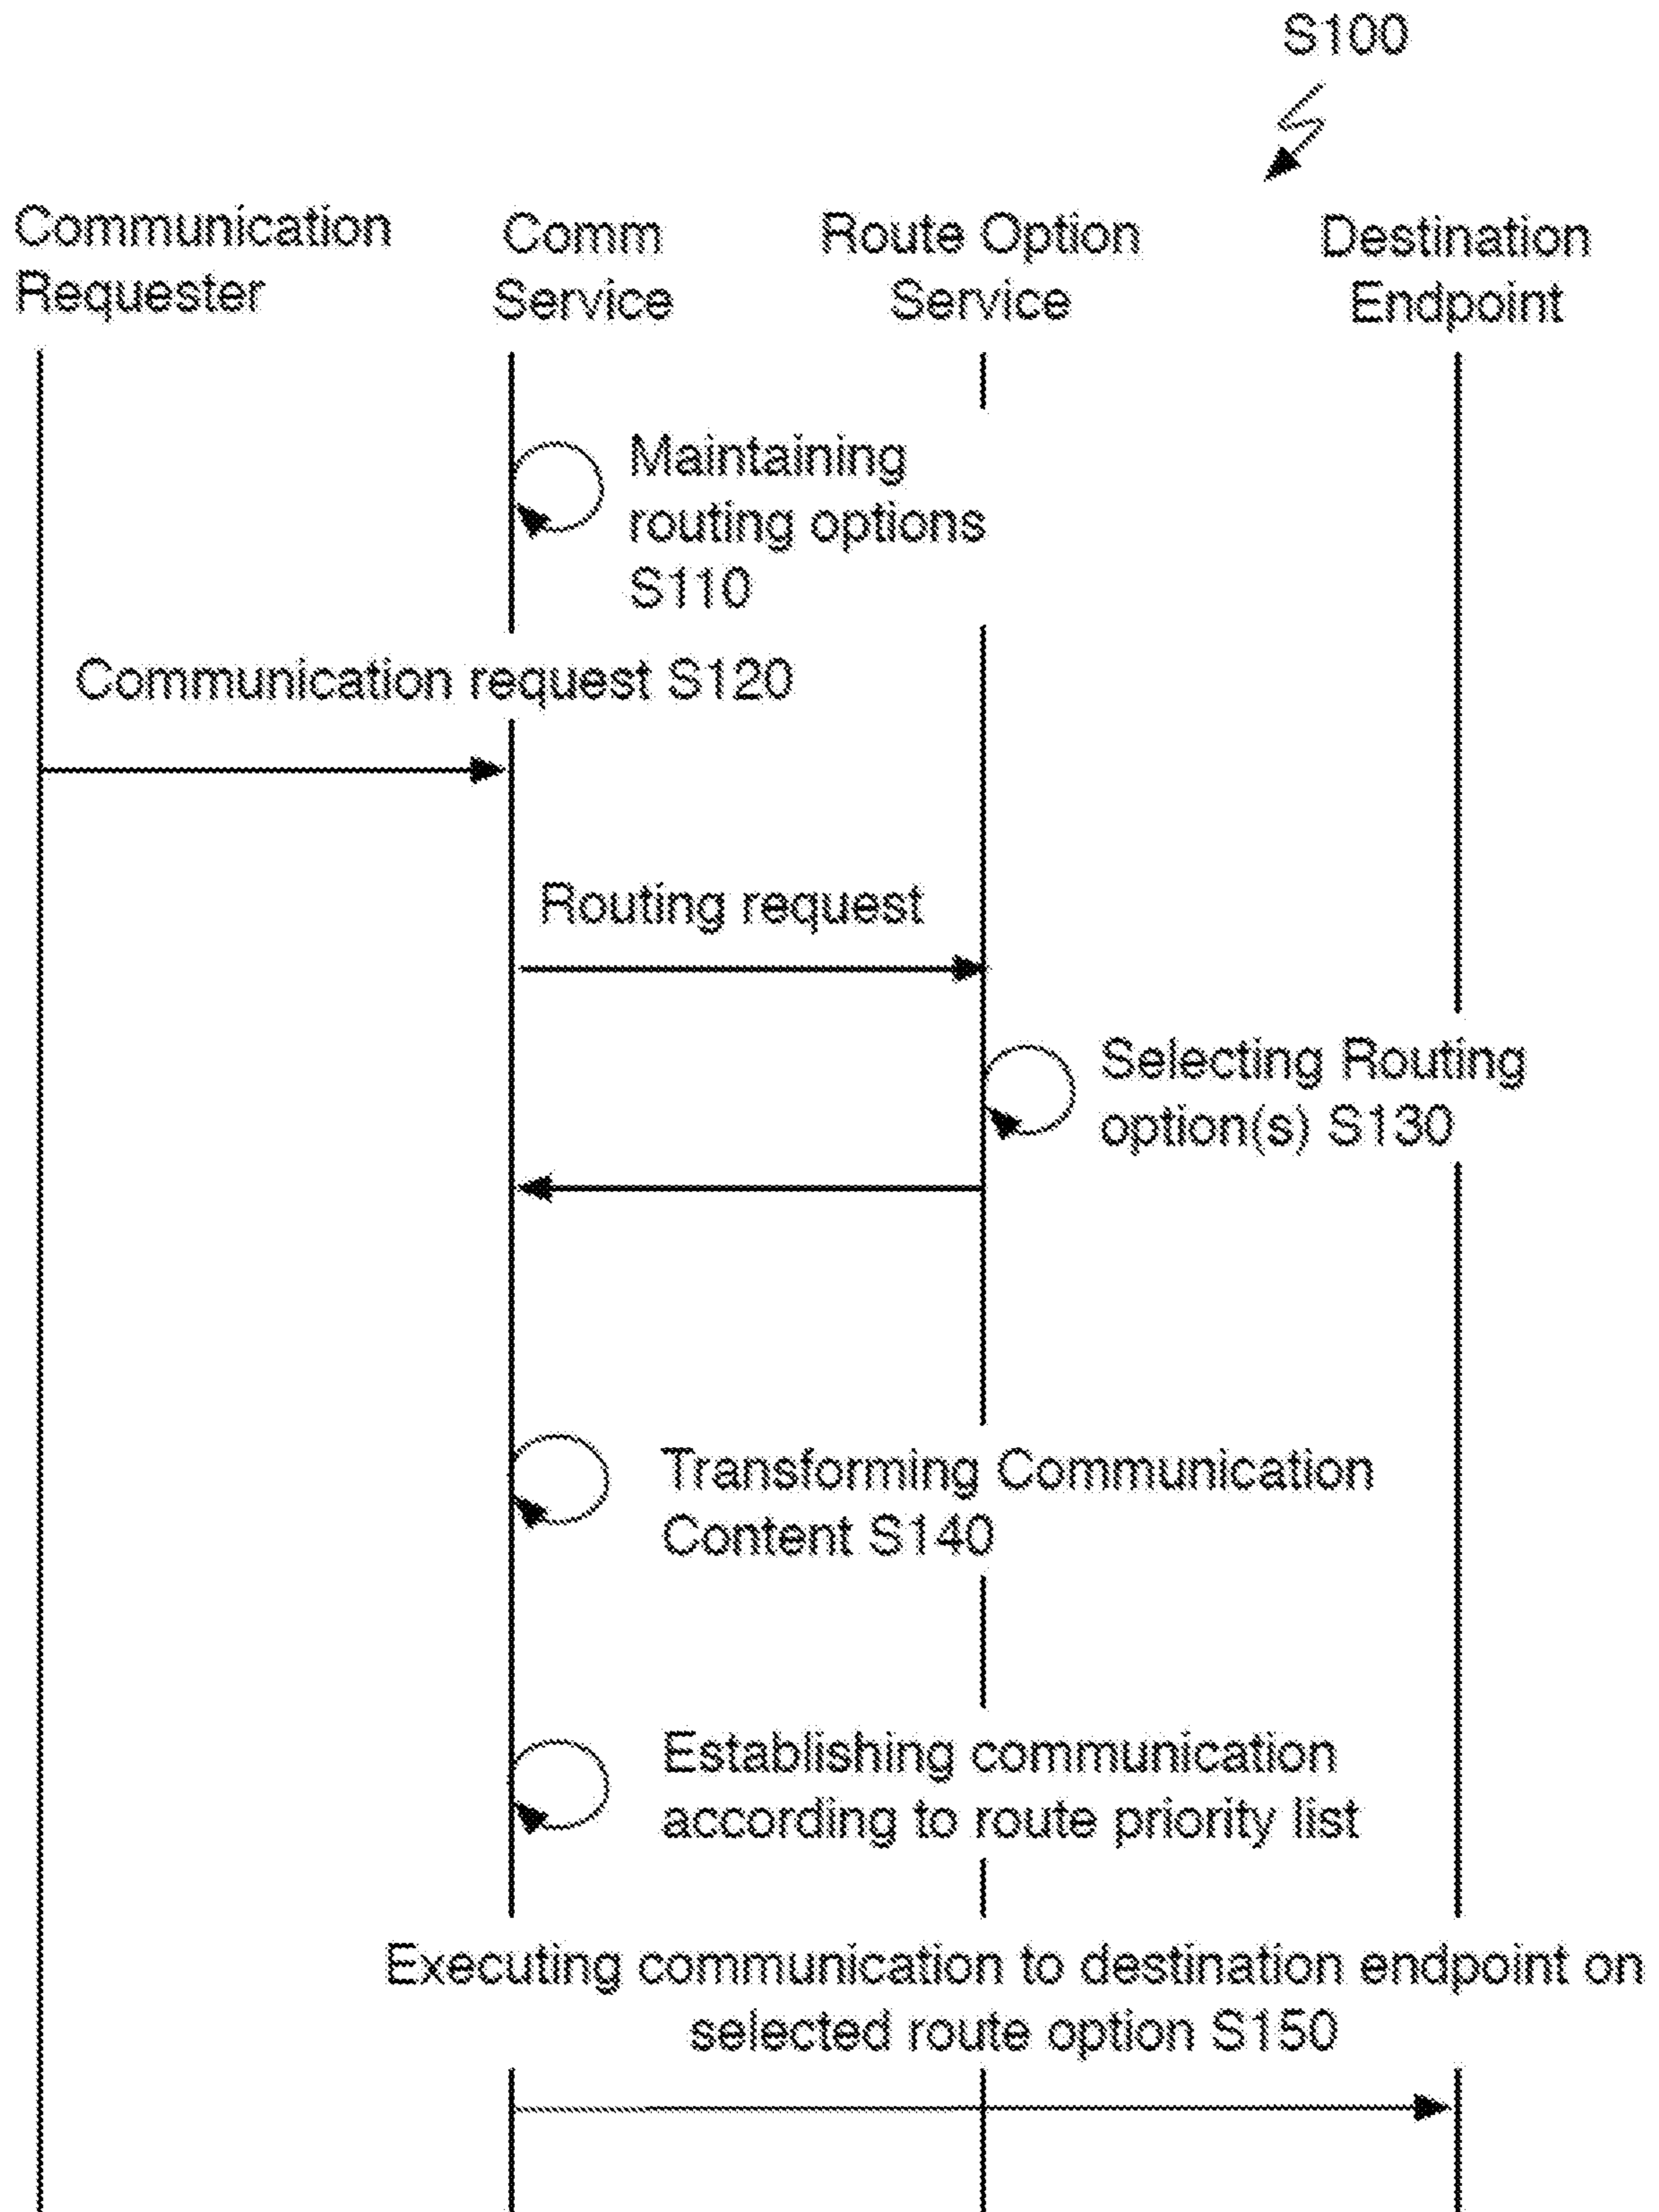 S100
Communication
Requester
Comm
Service
Route Option
Service
Destination
Endpoint
Maintaining
routing options
S110
Communication request S120
Routing request
Selecting Routing
option(s) S130
Transforming Communication
Content S140
Establishing communication
according to route priority list
Executing communication to destination endpoint on
selected route option S150